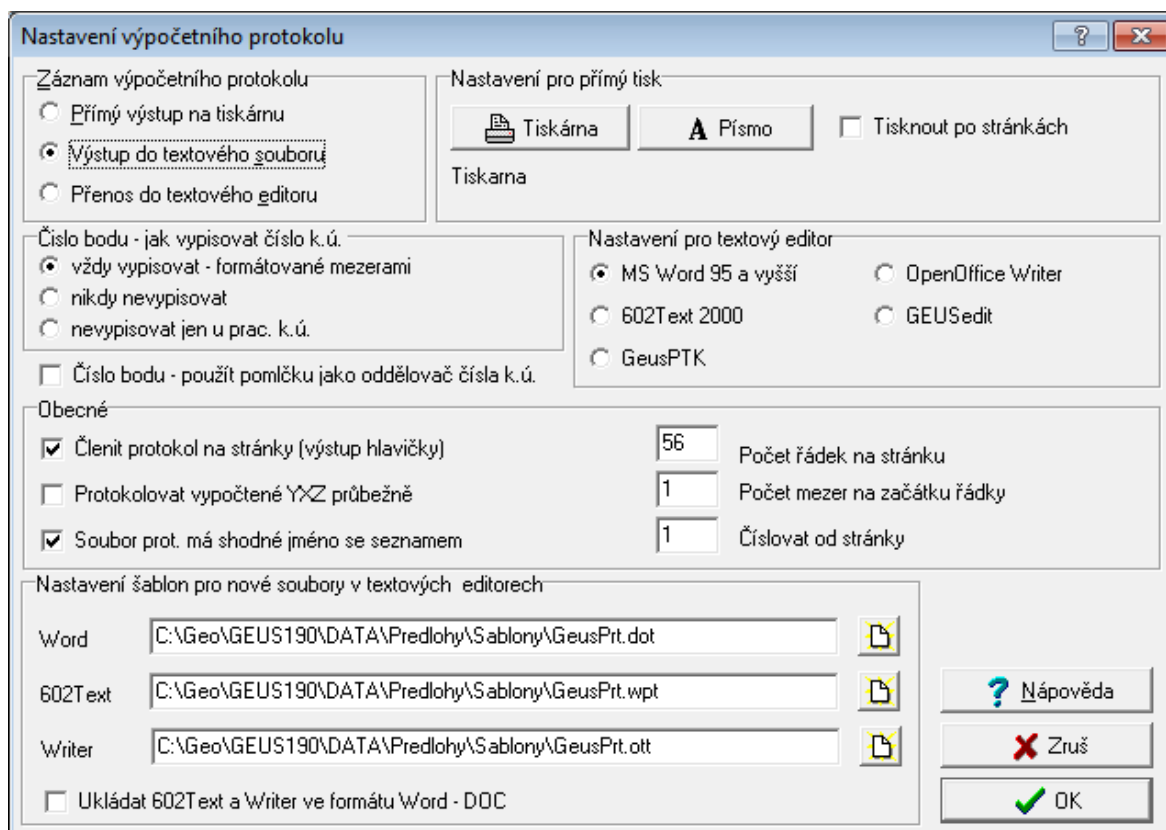 Nastavení výpočetního protokolu
Záznam výpočetního protokolu
Přímý výstup na tiskárnu
Výstup do textového souboru
Přenos do textového editoru
Nastavení pro přímý tisk
Tiskárna
Písmo
Tisknout po stránkách
Tiskarna
Čislo bodu - jak vypisovat číslo k.ú.
vždy vypisovat - formátované mezerami
nikdy nevypisovat
nevypisovat jen u prac. k.ú.
Číslo bodu - použít pomlčku jako oddělovač čísla k.ú.
Nastavení pro textový editor
MS Word 95 a vyšší
OpenOffice Writer
602Text 2000
GEUSedit
GeusPTK
Obecné
Členit protokol na stránky (výstup hlavičky)
56 Počet řádek na stránku
Protokolovat vypočtené YXZ průbežně
1 Počet mezer na začátku řádky
Soubor prot. má shodné jméno se seznamem
1 Číslovat od stránky
Nastavení šablon pro nové soubory v textových editorech
Word C:\Geo\GEUS190\DATA\Predlohy\Sablony\GeusPrt.dot
602Text C:\Geo\GEUS190\DATA\Predlohy\Sablony\GeusPrt.wpt
Writer C:\Geo\GEUS190\DATA\Predlohy\Sablony\GeusPrt.ott
Ukládat 602Text a Writer ve formátu Word - DOC
Nápověda
Zruš
OK